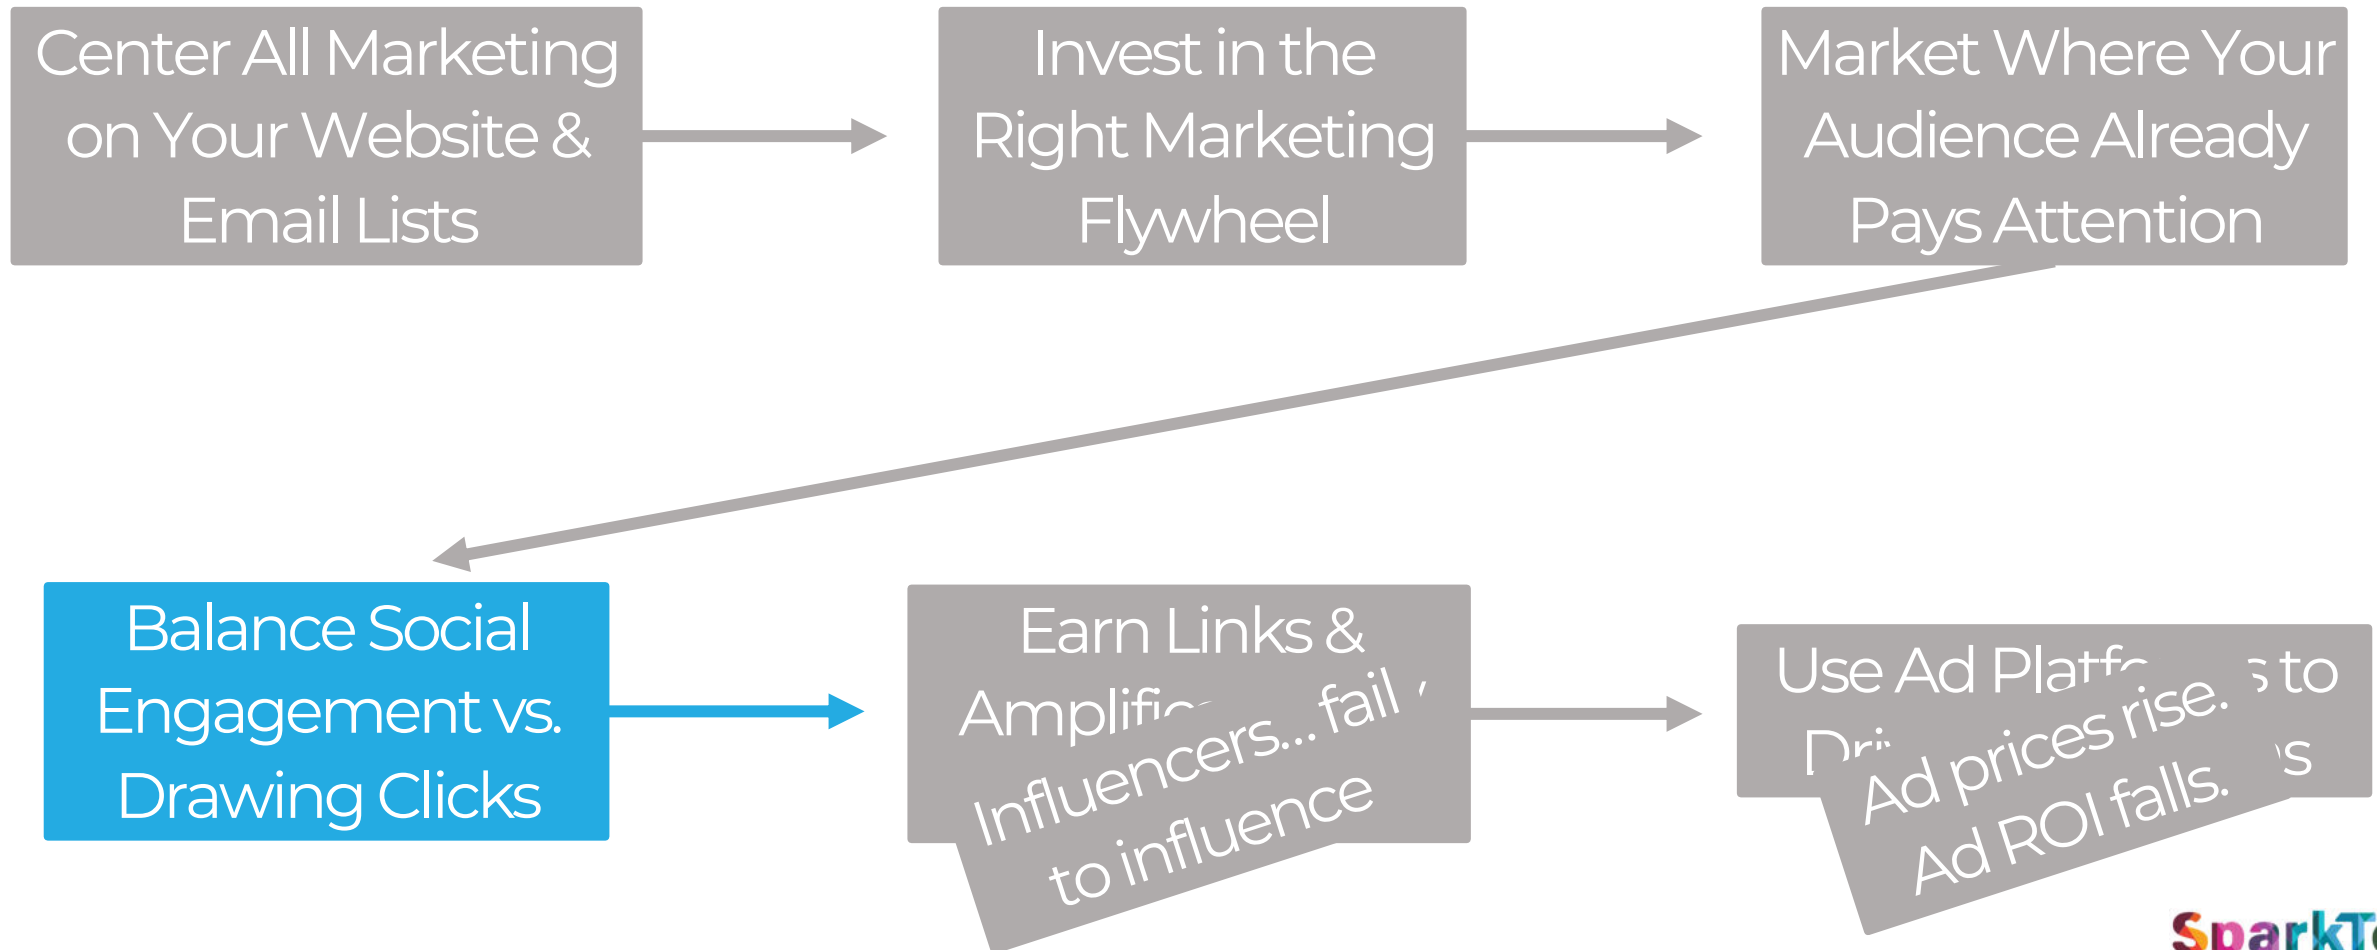 Center All Marketing
on Your Website &
Email Lists
Invest in the
Right Marketing
Flywheel
Market Where Your
Audience Already
Pays Attention
Balance Social
Engagement vs.
Drawing Clicks
Earn Links &
Influencers... fail
to influence
Use Ad to
Ad prices rise.
Ad ROI falls.